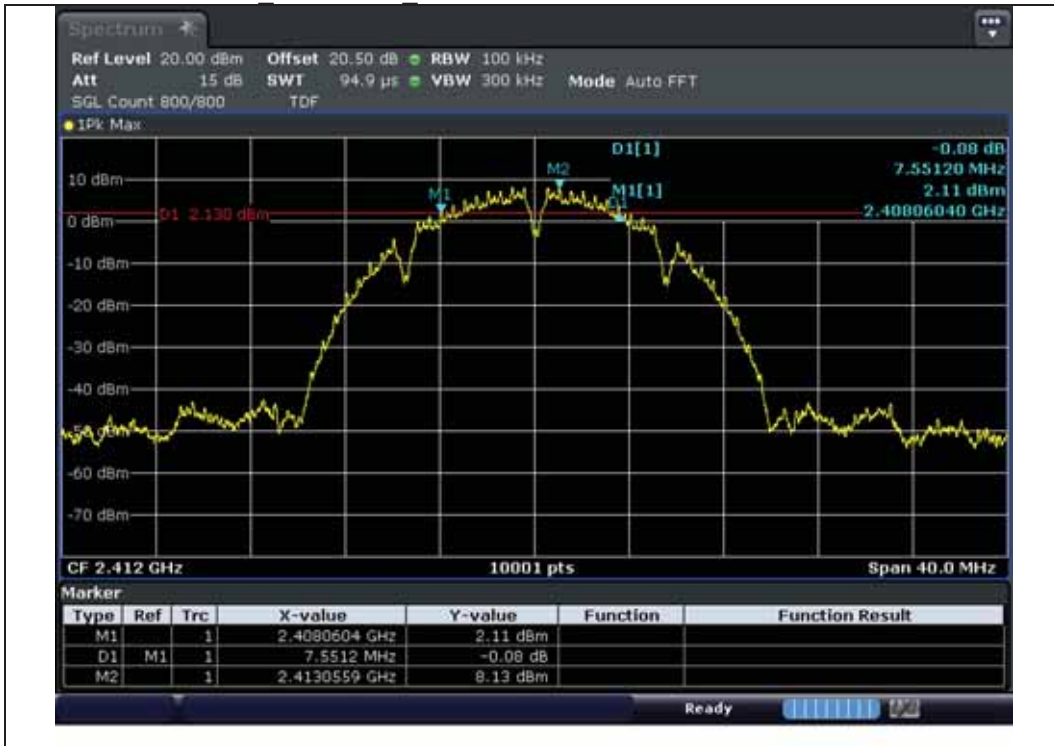 Spectrum
Ref Level 20.00 dBm Offset 20.50 dB RBW 100 kHz
Att 15 dB SWT 94.9 µs VBW 300 kHz Mode Auto FFT
SGL Count 800/800 TDF
1Pk Max
D1[1] -0.08 dB
7.55120 MHz
M1[1] 2.11 dBm
2.40806040 GHz
M2
M1
D1
D1 2.130 dBm
10 dBm
0 dBm
-10 dBm
-20 dBm
-30 dBm
-40 dBm
-50 dBm
-60 dBm
-70 dBm
CF 2.412 GHz 10001 pts Span 40.0 MHz
Marker
Type Ref Trc X-value Y-value Function Function Result
M1 1 2.4080604 GHz 2.11 dBm
D1 M1 1 7.5512 MHz -0.08 dB
M2 1 2.4130559 GHz 8.13 dBm
Ready